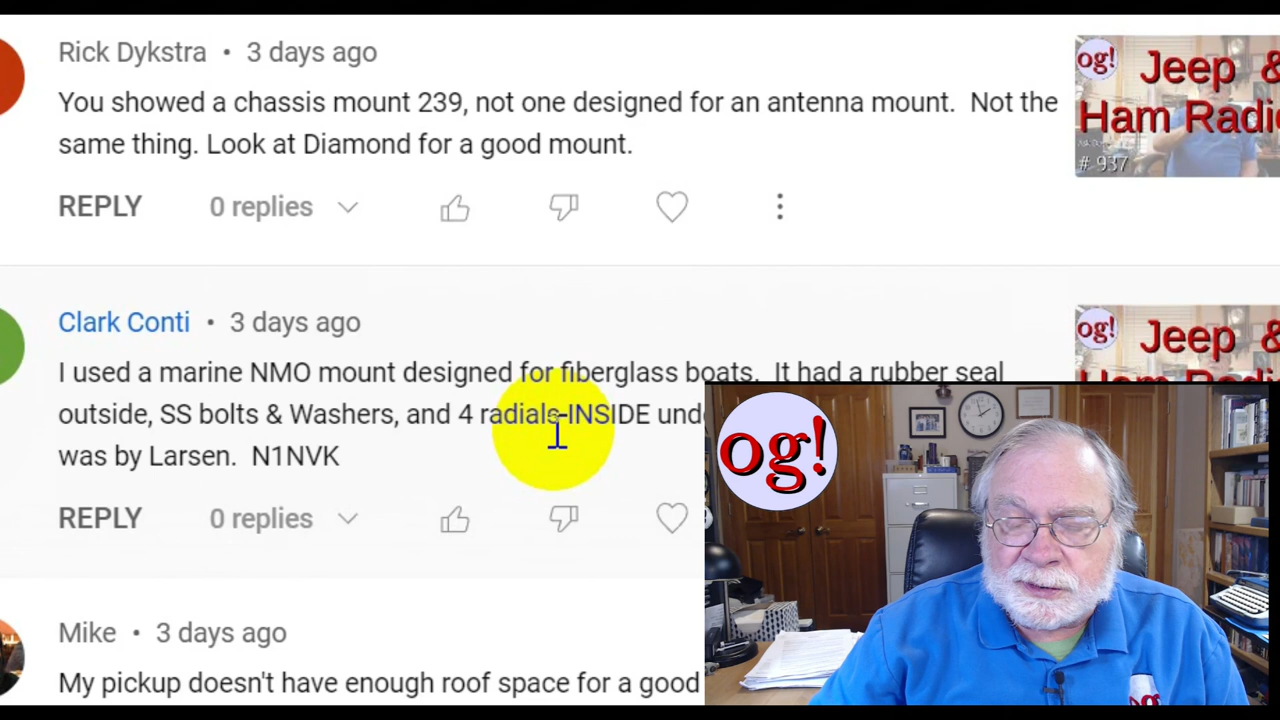 Rick Dykstra • 3 days ago
You showed a chassis mount 239, not one designed for an antenna mount.  Not the
same thing. Look at Diamond for a good mount.
REPLY 0 replies
og! Jeep &
Ham Radio
# 937
Clark Conti • 3 days ago
I used a marine NMO mount designed for fiberglass boats.  It had a rubber seal
outside, SS bolts & Washers, and 4 radials INSIDE
was by Larsen.  N1NVK
REPLY 0 replies
og! Jeep &
og!
Mike • 3 days ago
My pickup doesn't have enough roof space for a good
og